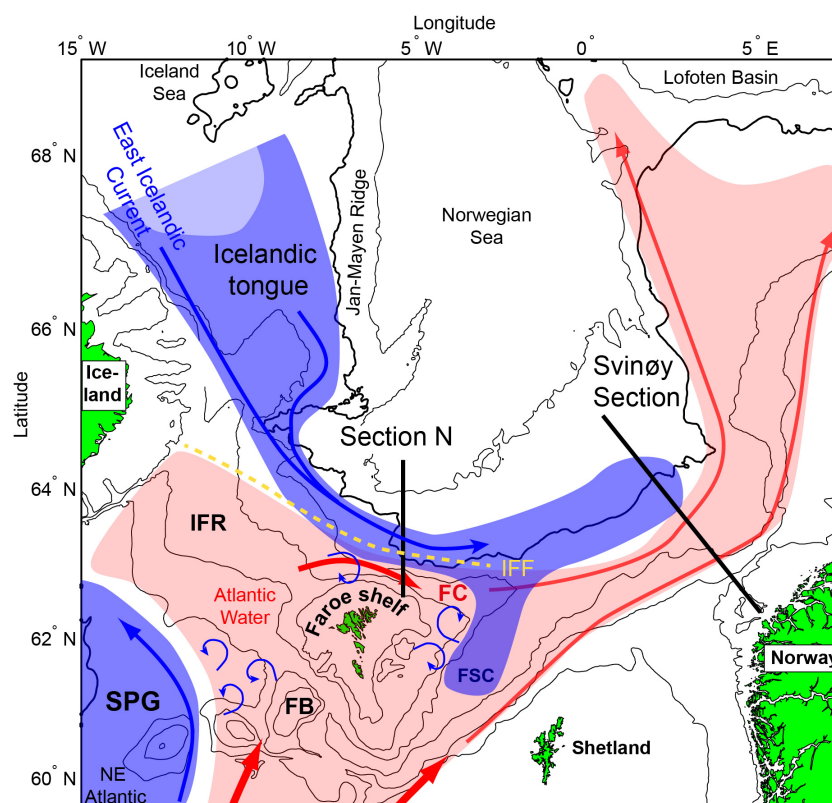 Longitude
15° W
10° W
5° W
0°
5° E
Iceland
Sea
Lofoten Basin
68° N
East Icelandic
Current
Jan-Mayen Ridge
Norwegian
Sea
Icelandic
tongue
66° N
Ice-
land
Svinøy
Section
Latitude
Section N
64° N
IFR
IFF
Atlantic
Water
FC
Faroe shelf
62° N
Norway
FSC
SPG
FB
Shetland
NE
Atlantic
60° N